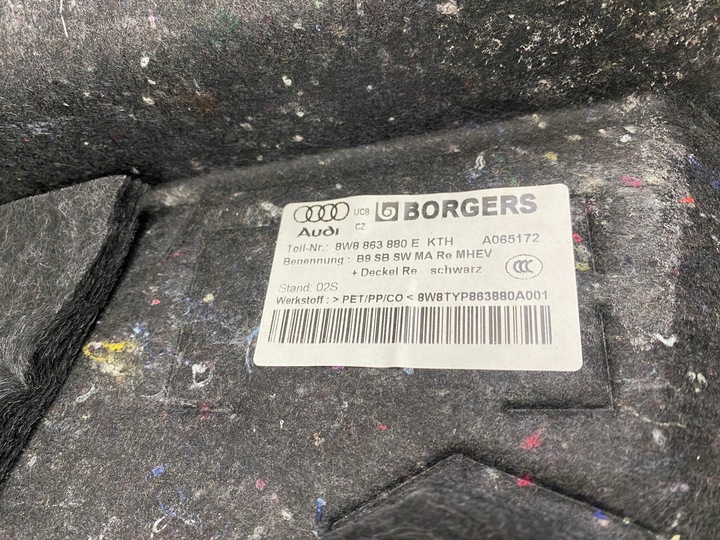 UC8 BORGERS
Audi CZ
Teil-Nr.: 8W8 863 880 E KTH A065172
Benennung : B9 SB SW MA Re MHEV
+ Deckel Re schwarz
CCC
Stand: 02S
Werkstoff : > PET/PP/CO < 8W8TYP863880A001